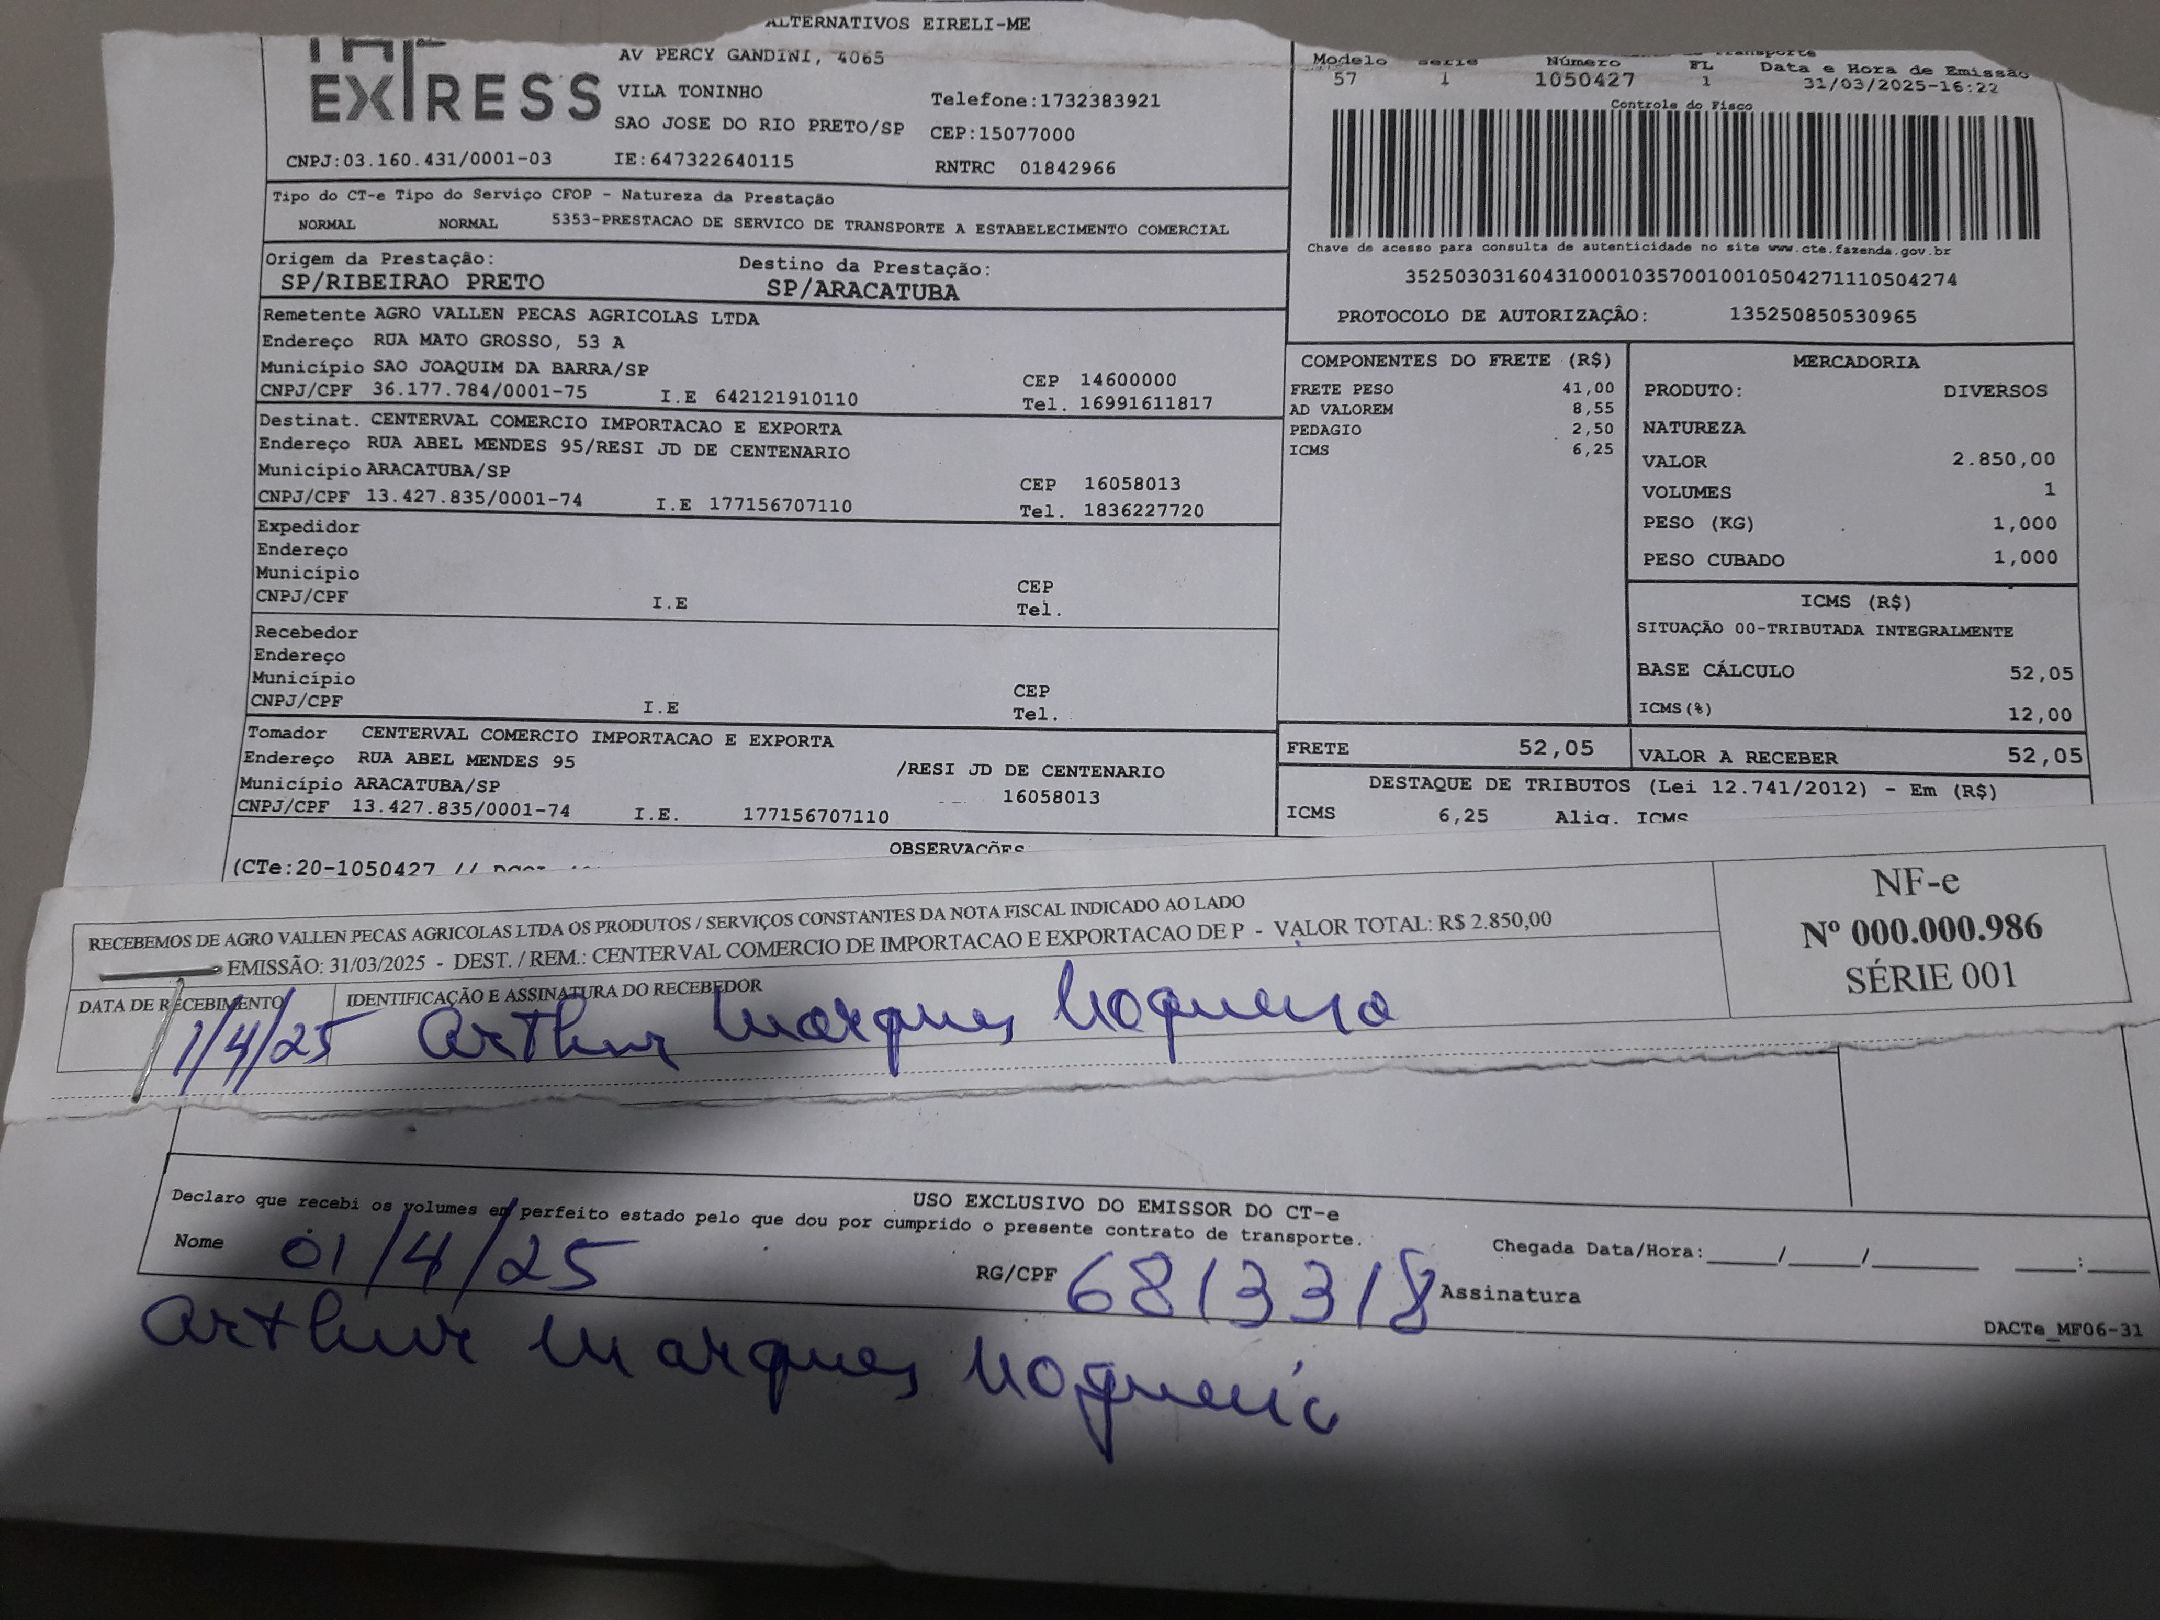 ALTERNATIVOS EIRELI-ME
EXPRESS
AV PERCY GANDINI, 4065
VILA TONINHO
Telefone:1732383921
SAO JOSE DO RIO PRETO/SP CEP:15077000
CNPJ:03.160.431/0001-03 IE:647322640115 RNTRC 01842966
Modelo Serie Número FL Data e Hora de Emissão
57 1 1050427 1 31/03/2025-16:22
Controle do Fisco
Chave de acesso para consulta de autenticidade no site www.cte.fazenda.gov.br
35250303160431000103570010010504271110504274
PROTOCOLO DE AUTORIZAÇÃO: 135250850530965
Tipo do CT-e Tipo do Serviço CFOP - Natureza da Prestação
NORMAL NORMAL 5353-PRESTACAO DE SERVICO DE TRANSPORTE A ESTABELECIMENTO COMERCIAL
Origem da Prestação: Destino da Prestação:
SP/RIBEIRAO PRETO SP/ARACATUBA
Remetente AGRO VALLEN PECAS AGRICOLAS LTDA
Endereço RUA MATO GROSSO, 53 A
Município SAO JOAQUIM DA BARRA/SP CEP 14600000
CNPJ/CPF 36.177.784/0001-75 I.E 642121910110 Tel. 16991611817
Destinat. CENTERVAL COMERCIO IMPORTACAO E EXPORTA
Endereço RUA ABEL MENDES 95/RESI JD DE CENTENARIO
Município ARACATUBA/SP CEP 16058013
CNPJ/CPF 13.427.835/0001-74 I.E 177156707110 Tel. 1836227720
Expedidor
Endereço
Município CEP
CNPJ/CPF I.E Tel.
Recebedor
Endereço
Município CEP
CNPJ/CPF I.E Tel.
Tomador CENTERVAL COMERCIO IMPORTACAO E EXPORTA
Endereço RUA ABEL MENDES 95 /RESI JD DE CENTENARIO
Município ARACATUBA/SP 16058013
CNPJ/CPF 13.427.835/0001-74 I.E. 177156707110
COMPONENTES DO FRETE (R$)
FRETE PESO 41,00
AD VALOREM 8,55
PEDAGIO 2,50
ICMS 6,25
MERCADORIA
PRODUTO: DIVERSOS
NATUREZA
VALOR 2.850,00
VOLUMES 1
PESO (KG) 1,000
PESO CUBADO 1,000
ICMS (R$)
SITUAÇÃO 00-TRIBUTADA INTEGRALMENTE
BASE CÁLCULO 52,05
ICMS(%) 12,00
FRETE 52,05 VALOR A RECEBER 52,05
DESTAQUE DE TRIBUTOS (Lei 12.741/2012) - Em (R$)
ICMS 6,25 Aliq. ICMS
OBSERVAÇÕES
(CTe:20-1050427 //
RECEBEMOS DE AGRO VALLEN PECAS AGRICOLAS LTDA OS PRODUTOS / SERVIÇOS CONSTANTES DA NOTA FISCAL INDICADO AO LADO
EMISSÃO: 31/03/2025 - DEST. / REM.: CENTERVAL COMERCIO DE IMPORTACAO E EXPORTACAO DE P - VALOR TOTAL: R$ 2.850,00
DATA DE RECEBIMENTO IDENTIFICAÇÃO E ASSINATURA DO RECEBEDOR
1/4/25 Arthur Marques Nogueira
NF-e
Nº 000.000.986
SÉRIE 001
USO EXCLUSIVO DO EMISSOR DO CT-e
Declaro que recebi os volumes em perfeito estado pelo que dou por cumprido o presente contrato de transporte.
Nome 01/4/25 RG/CPF 6813318 Assinatura
Chegada Data/Hora:____/____/______ ___:____
DACTe_MF06-31
Arthur Marques Nogueira